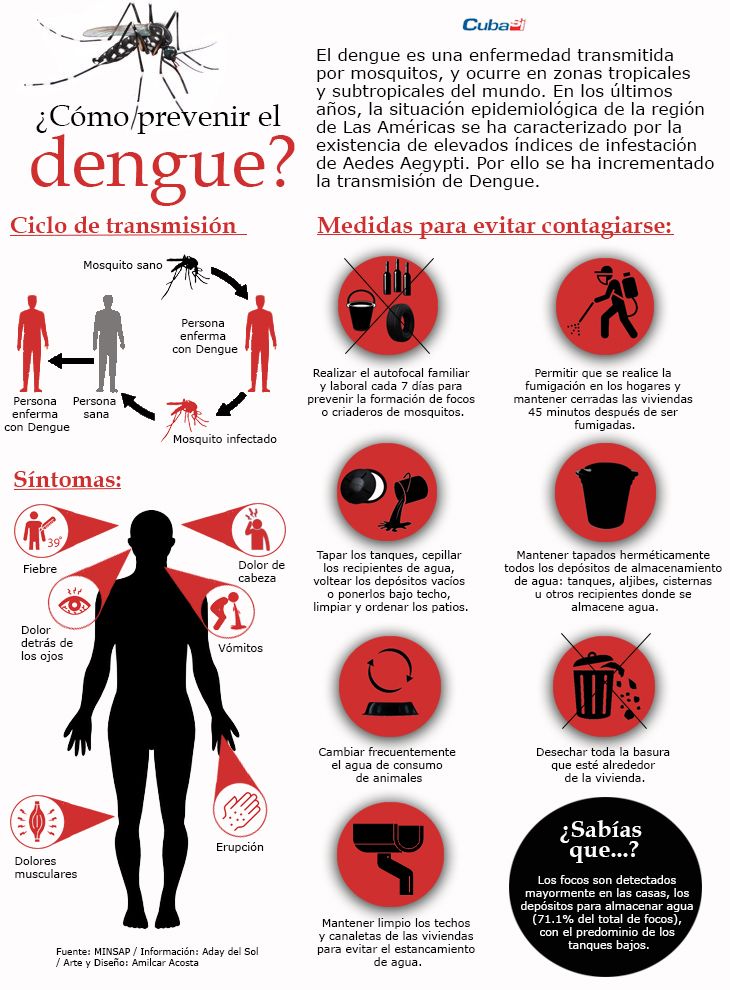 CubaSí
¿Cómo prevenir el
dengue?
El dengue es una enfermedad transmitida
por mosquitos, y ocurre en zonas tropicales
y subtropicales del mundo. En los últimos
años, la situación epidemiológica de la región
de Las Américas se ha caracterizado por la
existencia de elevados índices de infestación
de Aedes Aegypti. Por ello se ha incrementado
la transmisión de Dengue.
Ciclo de transmisión
Mosquito sano
Persona
enferma
con Dengue
Persona
enferma
con Dengue
Persona
sana
Mosquito infectado
Síntomas:
39º
Fiebre
Dolor de
cabeza
Dolor
detrás de
los ojos
Vómitos
Dolores
musculares
Erupción
Fuente: MINSAP / Información: Aday del Sol
/ Arte y Diseño: Amilcar Acosta
Medidas para evitar contagiarse:
Realizar el autofocal familiar
y laboral cada 7 días para
prevenir la formación de focos
o criaderos de mosquitos.
Permitir que se realice la
fumigación en los hogares y
mantener cerradas las viviendas
45 minutos después de ser
fumigadas.
Tapar los tanques, cepillar
los recipientes de agua,
voltear los depósitos vacíos
o ponerlos bajo techo,
limpiar y ordenar los patios.
Mantener tapados herméticamente
todos los depósitos de almacenamiento
de agua: tanques, aljibes, cisternas
u otros recipientes donde se
almacene agua.
Cambiar frecuentemente
el agua de consumo
de animales
Desechar toda la basura
que esté alrededor
de la vivienda.
Mantener limpio los techos
y canaletas de las viviendas
para evitar el estancamiento
de agua.
¿Sabías
que...?
Los focos son detectados
mayormente en las casas, los
depósitos para almacenar agua
(71.1% del total de focos),
con el predominio de los
tanques bajos.